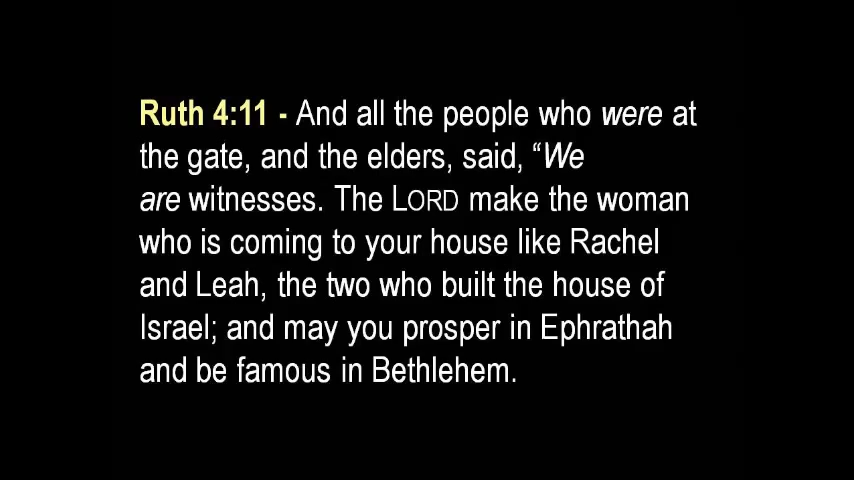 Ruth 4:11 - And all the people who were at
the gate, and the elders, said, “We
are witnesses. The LORD make the woman
who is coming to your house like Rachel
and Leah, the two who built the house of
Israel; and may you prosper in Ephrathah
and be famous in Bethlehem.